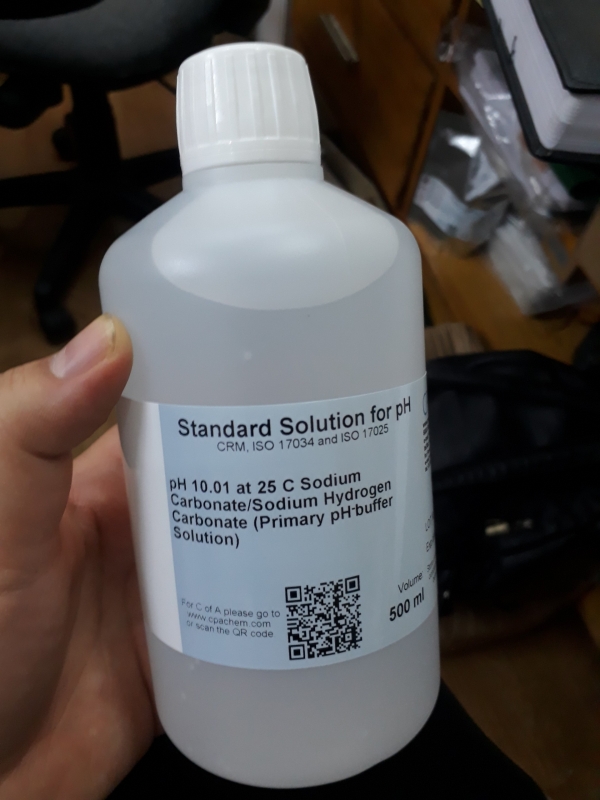 Standard Solution for pH
CRM, ISO 17034 and ISO 17025
pH 10.01 at 25 C Sodium
Carbonate/Sodium Hydrogen
Carbonate (Primary pH-buffer
Solution)
For C of A please go to
www.cpachem.com
or scan the QR code
Volume
500 ml